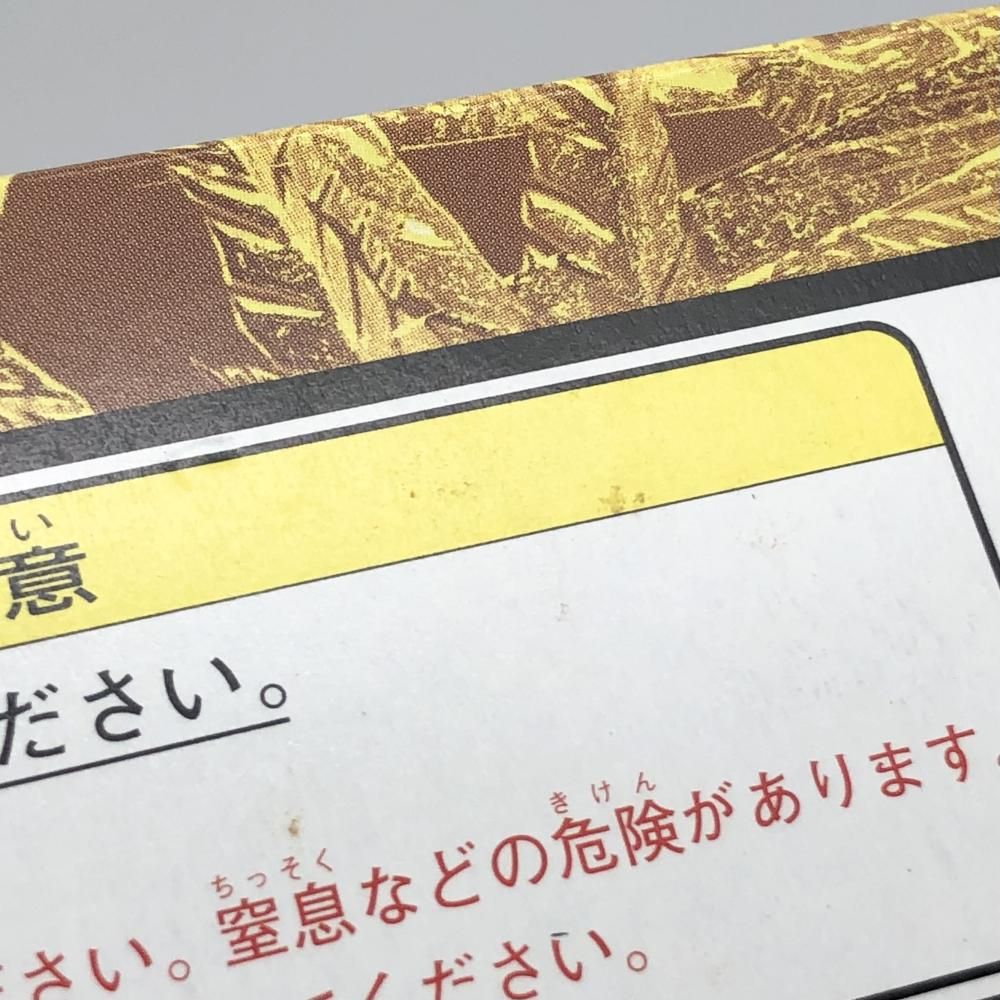 い
意
ださい。
きけん
ちっそく
ださい。窒息などの危険があります。
ください。